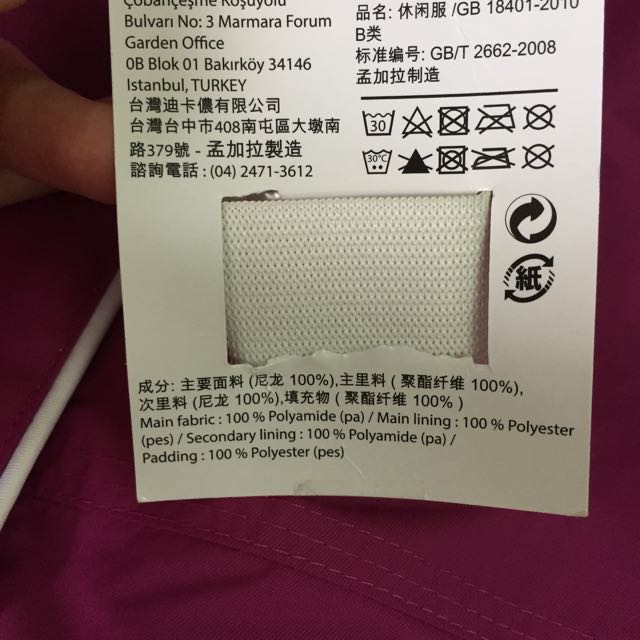 Çobançeşme Koşuyolu
Bulvarı No: 3 Marmara Forum
Garden Office
0B Blok 01 Bakırköy 34146
Istanbul, TURKEY
台灣迪卡儂有限公司
台灣台中市408南屯區大墩南
路379號 - 孟加拉製造
諮詢電話 : (04) 2471-3612
品名: 休闲服 /GB 18401-2010
B类
标准编号: GB/T 2662-2008
孟加拉制造
30
30°C
紙
成分: 主要面料 (尼龙 100%),主里料 ( 聚酯纤维 100%),
次里料 (尼龙 100%),填充物 ( 聚酯纤维 100% )
Main fabric : 100 % Polyamide (pa) / Main lining : 100 % Polyester
(pes) / Secondary lining : 100 % Polyamide (pa) /
Padding : 100 % Polyester (pes)